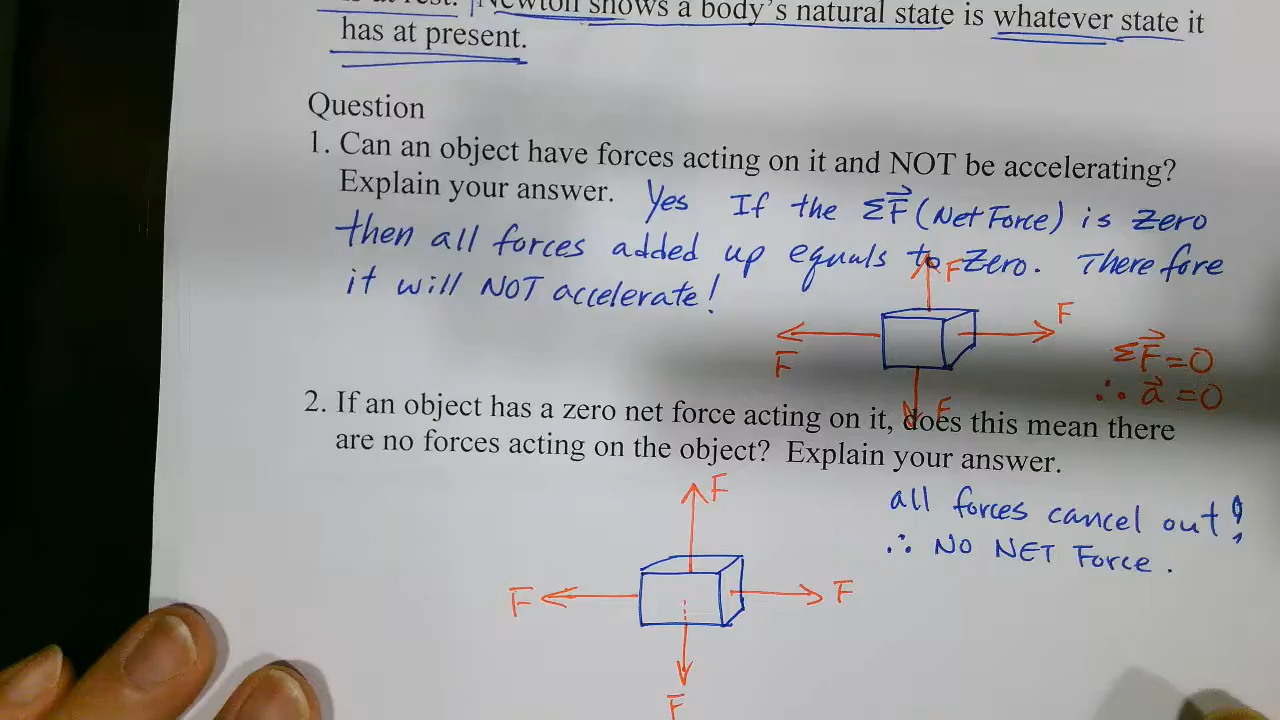 is at rest. Newton shows a body's natural state is whatever state it
has at present.
Question
1. Can an object have forces acting on it and NOT be accelerating?
Explain your answer. Yes If the ΣF⃗ (Net Force) is zero
then all forces added up equals to zero. Therefore
it will NOT accelerate!
F
F
F
F
ΣF⃗ = 0
∴ a⃗ = 0
2. If an object has a zero net force acting on it, does this mean there
are no forces acting on the object? Explain your answer.
F
all forces cancel out!
∴ NO NET Force.
F
F
F